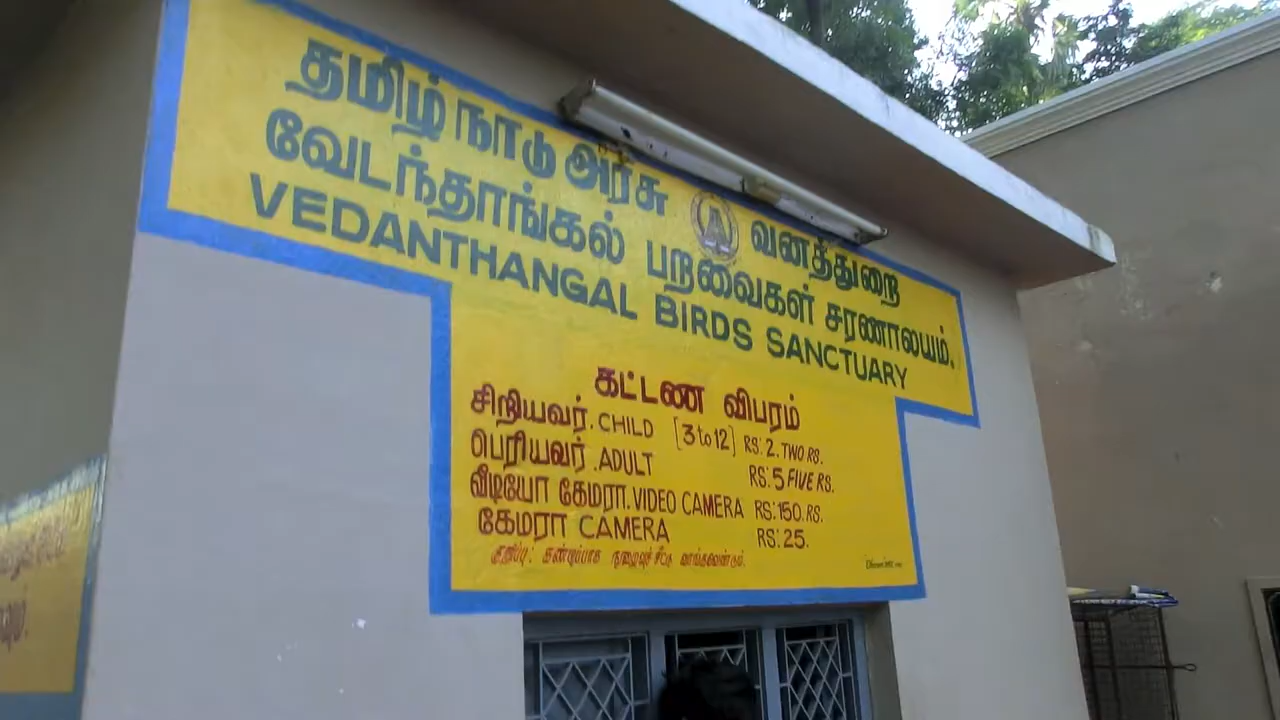 தமிழ்நாடு அரசு வனத்துறை
வேடந்தாங்கல் பறவைகள் சரணாலயம்.
VEDANTHANGAL BIRDS SANCTUARY
கட்டண விபரம்
சிறியவர். CHILD [3 to 12] RS: 2. TWO RS.
பெரியவர் .ADULT RS: 5 FIVE RS.
வீடியோ கேமரா. VIDEO CAMERA RS: 150. RS.
கேமரா CAMERA RS: 25.
குறிப்பு: கண்டிப்பாக நுழைவுச்சீட்டு வாங்கவேண்டும்.